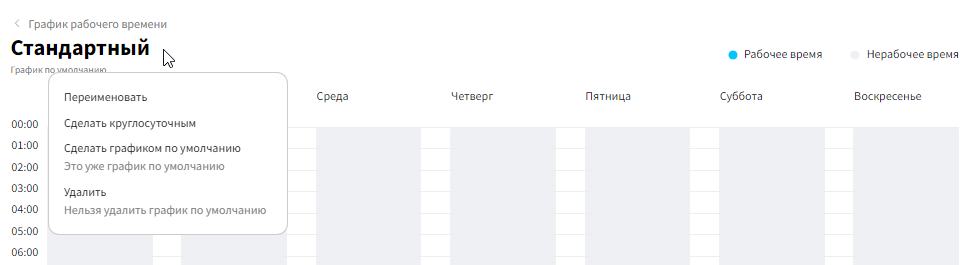 График рабочего времени
Стандартный
График по умолчанию
Рабочее время
Нерабочее время
Среда
Четверг
Пятница
Суббота
Воскресенье
Переименовать
Сделать круглосуточным
Сделать графиком по умолчанию
Это уже график по умолчанию
Удалить
Нельзя удалить график по умолчанию
00:00
01:00
02:00
03:00
04:00
05:00
06:00